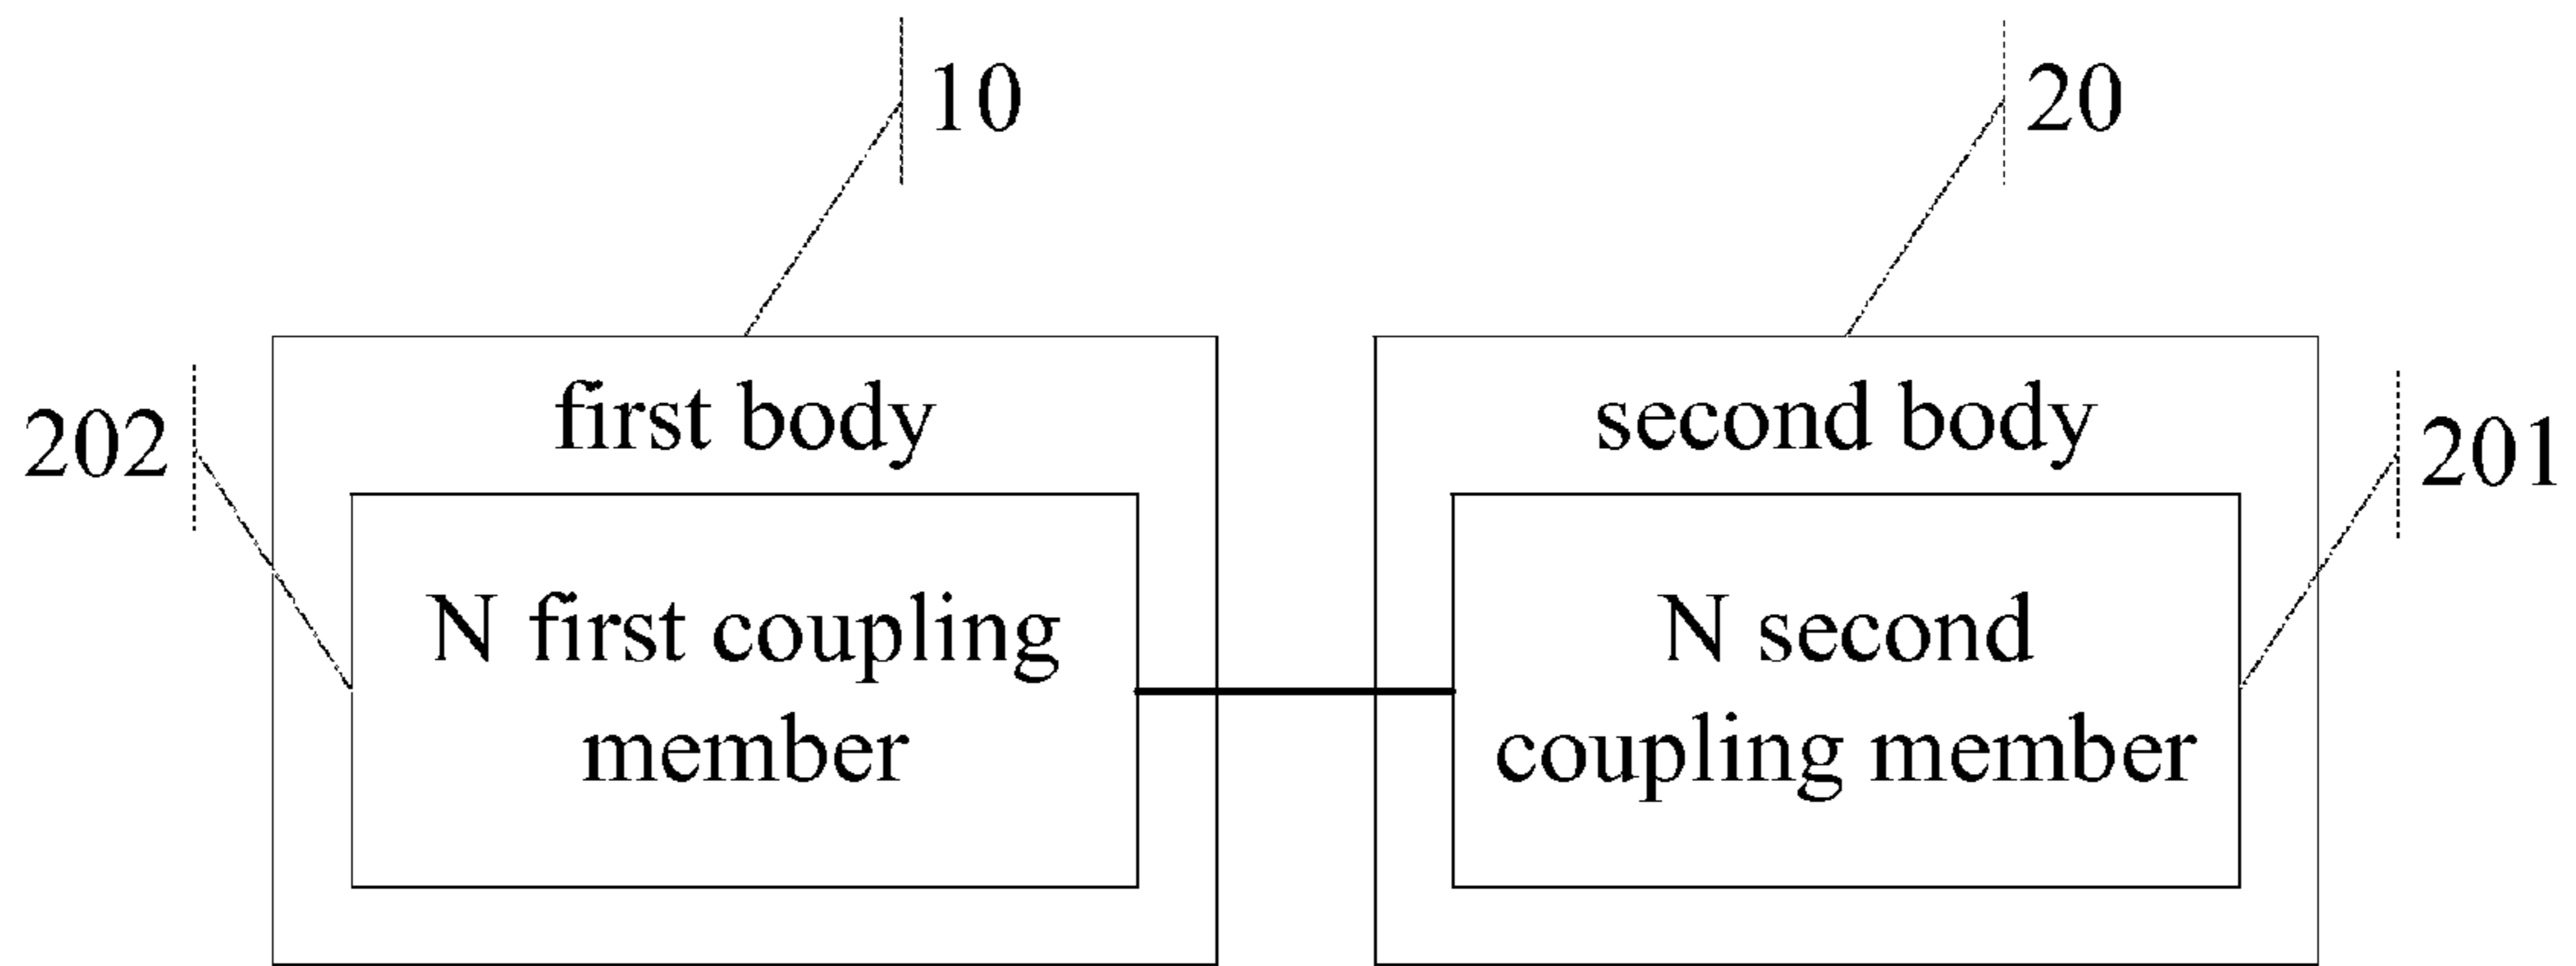 10
20
first body
second body
202
201
N first coupling
member
N second
coupling member